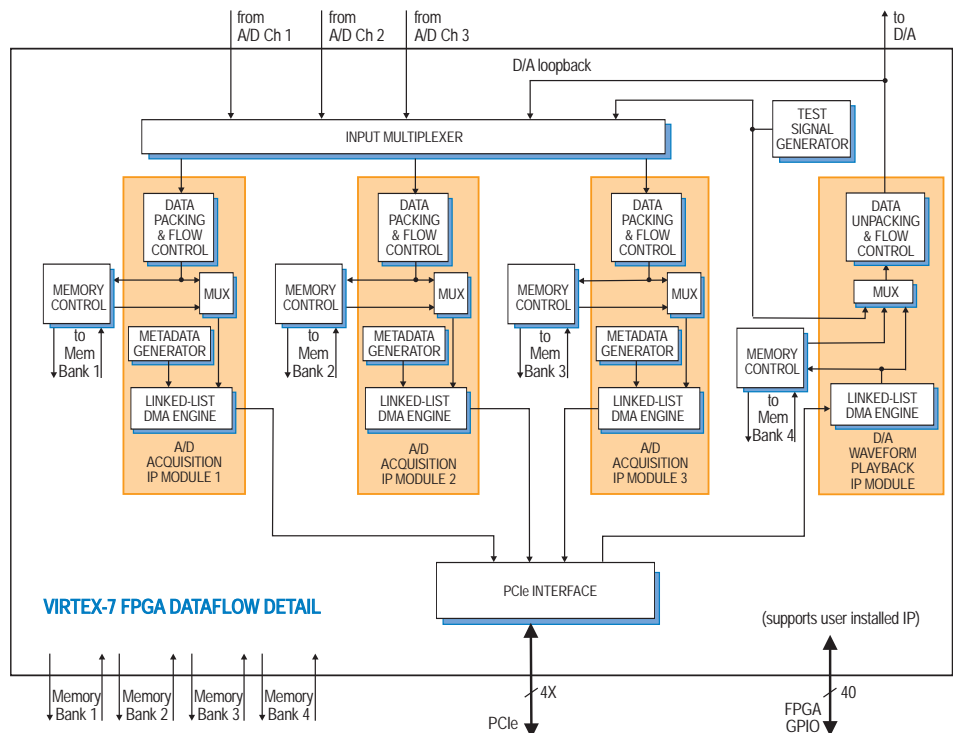 from
A/D Ch 1
from
A/D Ch 2
from
A/D Ch 3
to
D/A
D/A loopback
INPUT MULTIPLEXER
TEST
SIGNAL
GENERATOR
DATA
PACKING
& FLOW
CONTROL
MEMORY
CONTROL
MUX
to
Mem
Bank 1
METADATA
GENERATOR
LINKED-LIST
DMA ENGINE
A/D
ACQUISITION
IP MODULE 1
DATA
PACKING
& FLOW
CONTROL
MEMORY
CONTROL
MUX
to
Mem
Bank 2
METADATA
GENERATOR
LINKED-LIST
DMA ENGINE
A/D
ACQUISITION
IP MODULE 2
DATA
PACKING
& FLOW
CONTROL
MEMORY
CONTROL
MUX
to
Mem
Bank 3
METADATA
GENERATOR
LINKED-LIST
DMA ENGINE
A/D
ACQUISITION
IP MODULE 3
DATA
UNPACKING
& FLOW
CONTROL
MUX
MEMORY
CONTROL
to
Mem
Bank 4
LINKED-LIST
DMA ENGINE
D/A
WAVEFORM
PLAYBACK
IP MODULE
PCIe INTERFACE
VIRTEX-7 FPGA DATAFLOW DETAIL
(supports user installed IP)
Memory
Bank 1
Memory
Bank 2
Memory
Bank 3
Memory
Bank 4
4X
PCIe
40
FPGA
GPIO